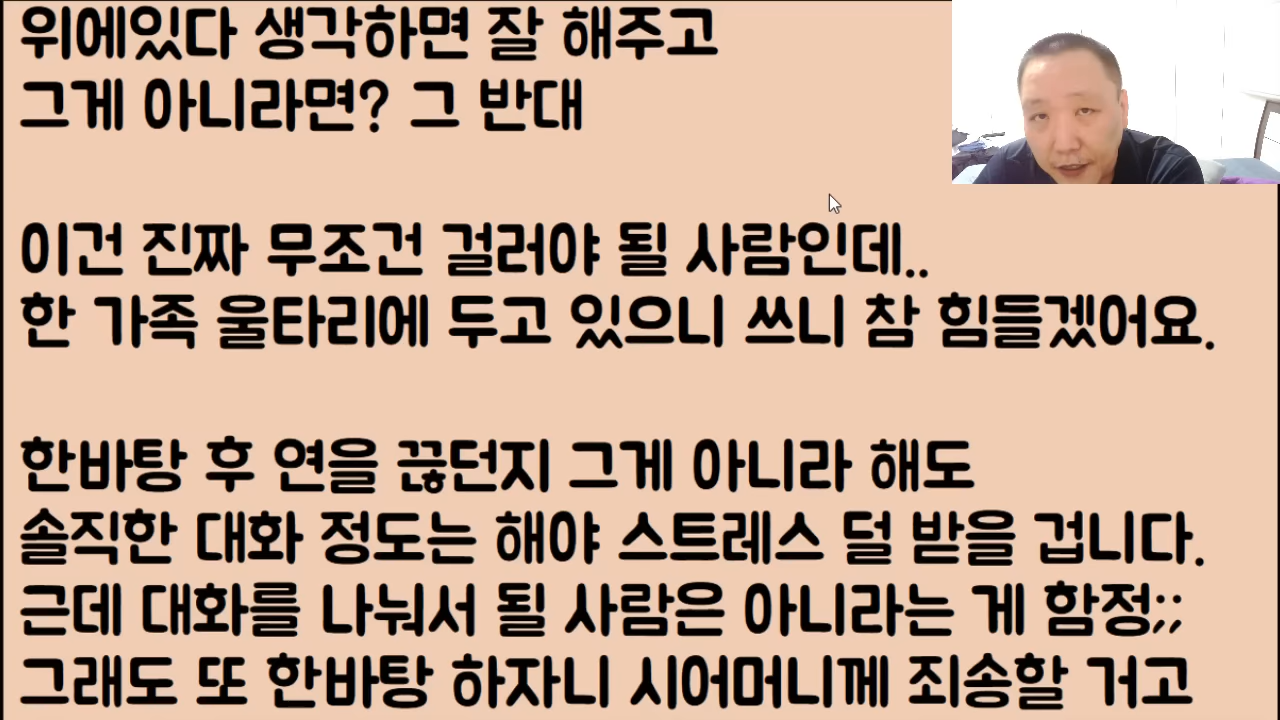 위에있다 생각하면 잘 해주고
그게 아니라면? 그 반대
이건 진짜 무조건 걸러야 될 사람인데..
한 가족 울타리에 두고 있으니 쓰니 참 힘들겠어요.
한바탕 후 연을 끊던지 그게 아니라 해도
솔직한 대화 정도는 해야 스트레스 덜 받을 겁니다.
근데 대화를 나눠서 될 사람은 아니라는 게 함정;;
그래도 또 한바탕 하자니 시어머니께 죄송할 거고